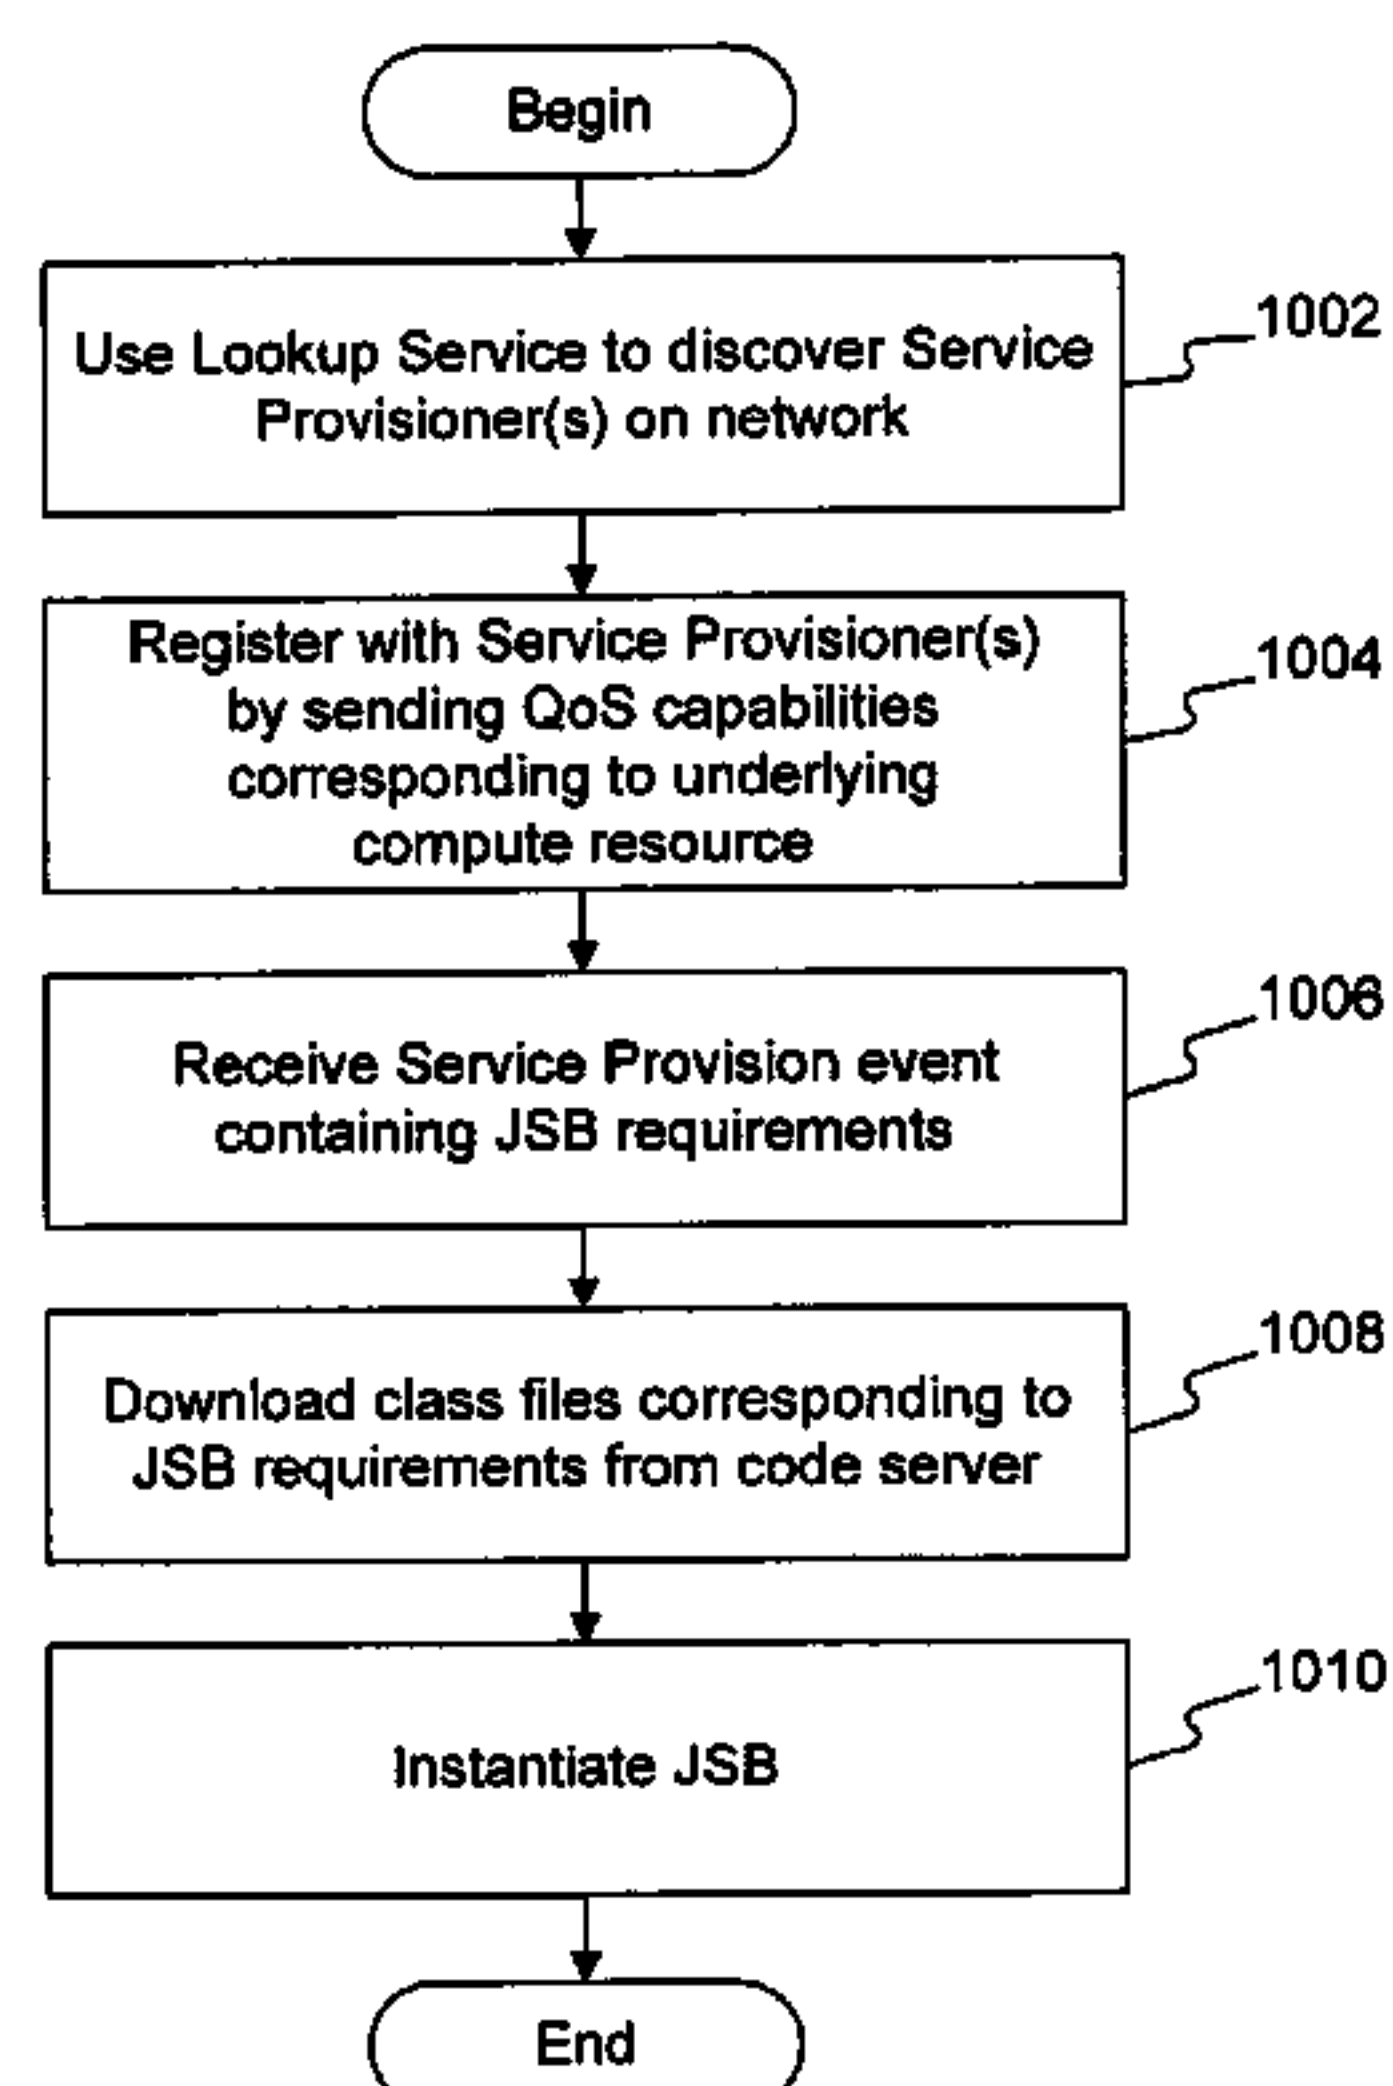 Begin
Use Lookup Service to discover Service
Provisioner(s) on network
1002
Register with Service Provisioner(s)
by sending QoS capabilities
corresponding to underlying
compute resource
1004
Receive Service Provision event
containing JSB requirements
1006
Download class files corresponding to
JSB requirements from code server
1008
Instantiate JSB
1010
End